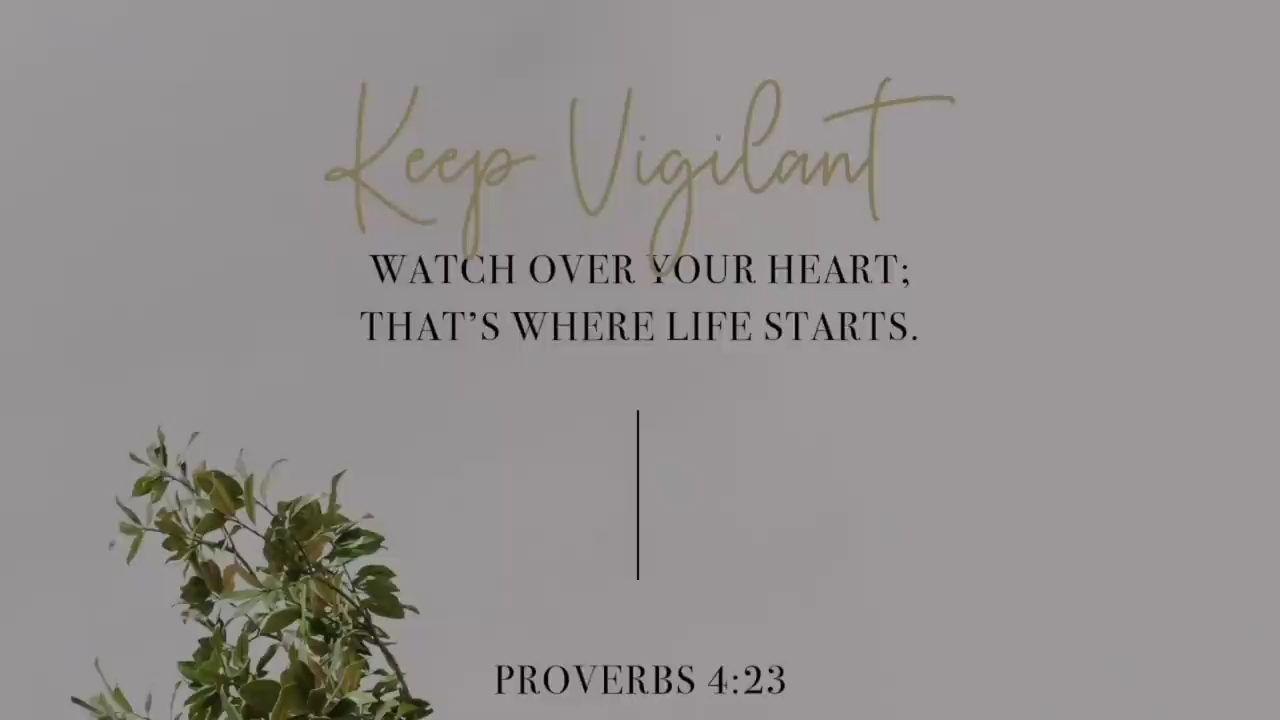 Keep Vigilant
WATCH OVER YOUR HEART;
THAT’S WHERE LIFE STARTS.
PROVERBS 4:23